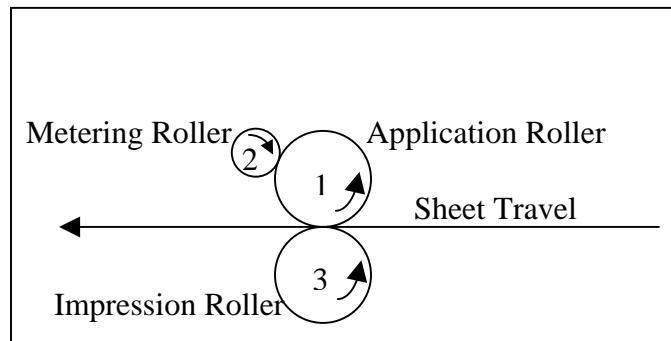 Metering Roller
Application Roller
2
1
Sheet Travel
3
Impression Roller